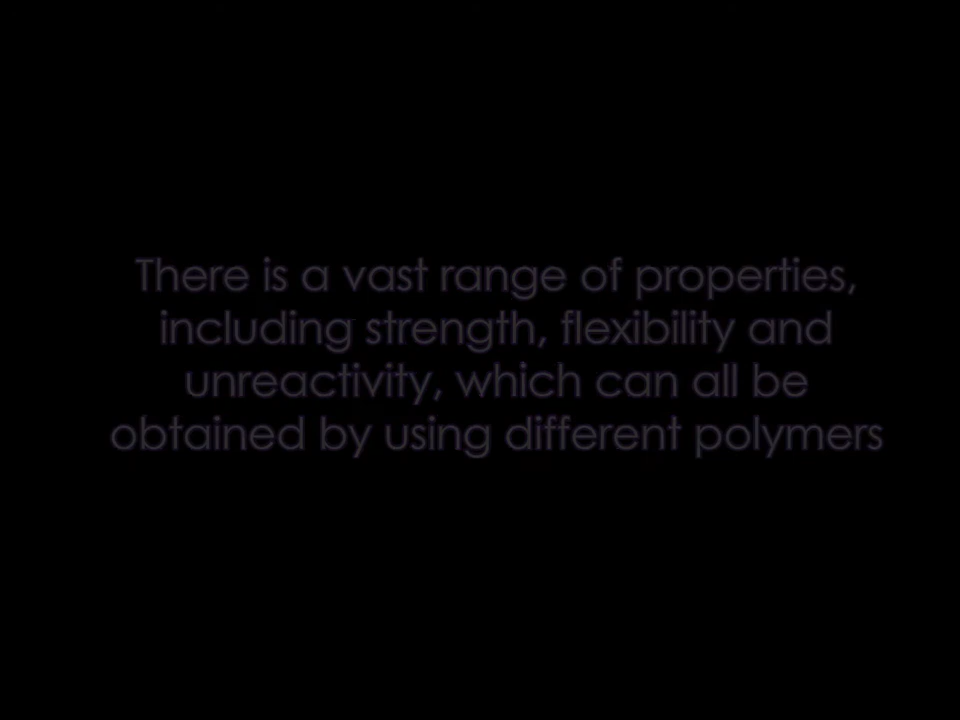 There is a vast range of properties,
including strength, flexibility and
unreactivity, which can all be
obtained by using different polymers